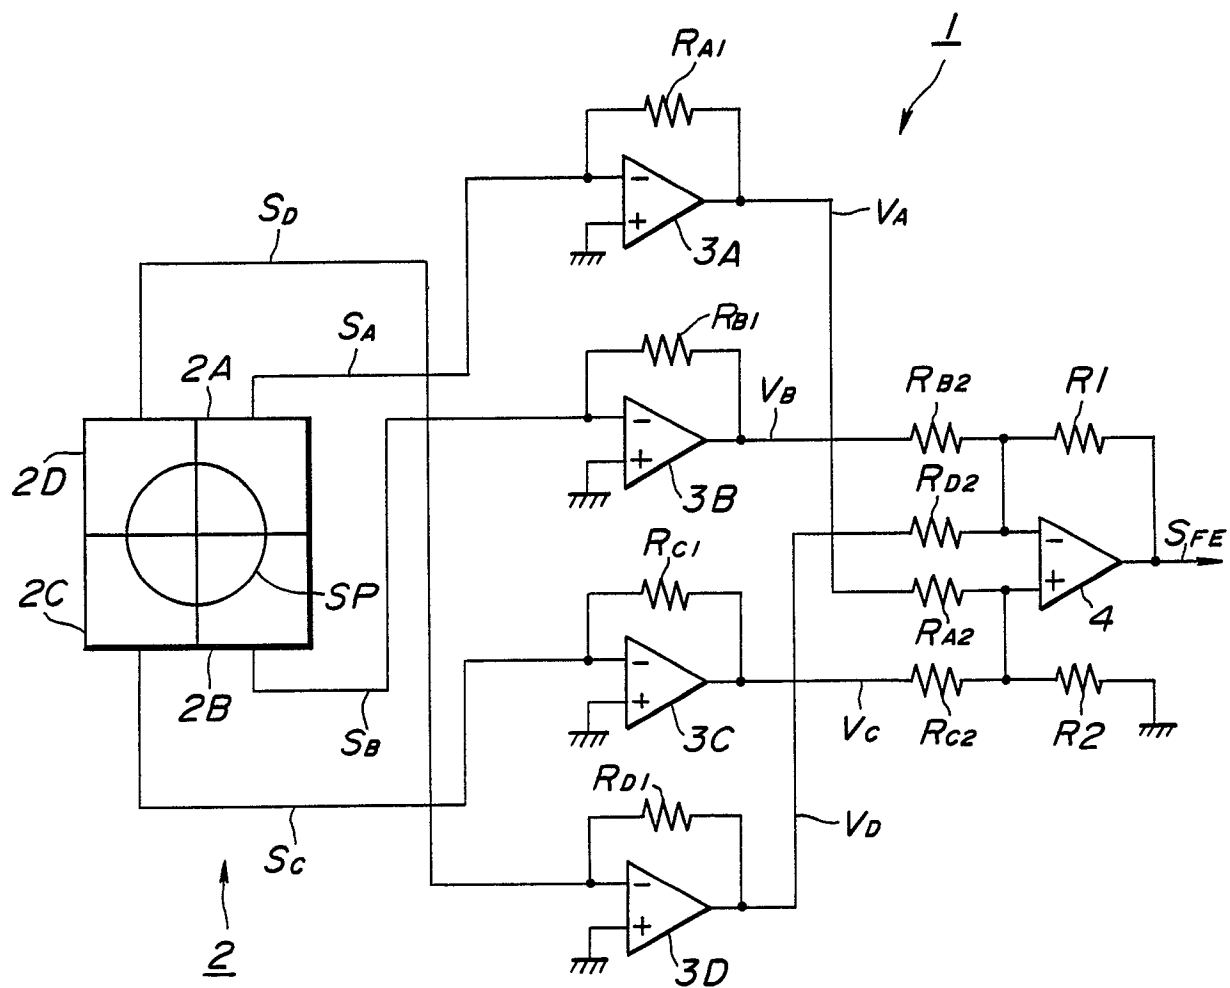 1
RA1
SD
VA
3A
SA
RB1
2A
RB2
R1
VB
2D
3B
RD2
SFE
RC1
2C
SP
4
RA2
2B
SB
3C
VC
RC2
R2
RD1
VD
SC
2
3D